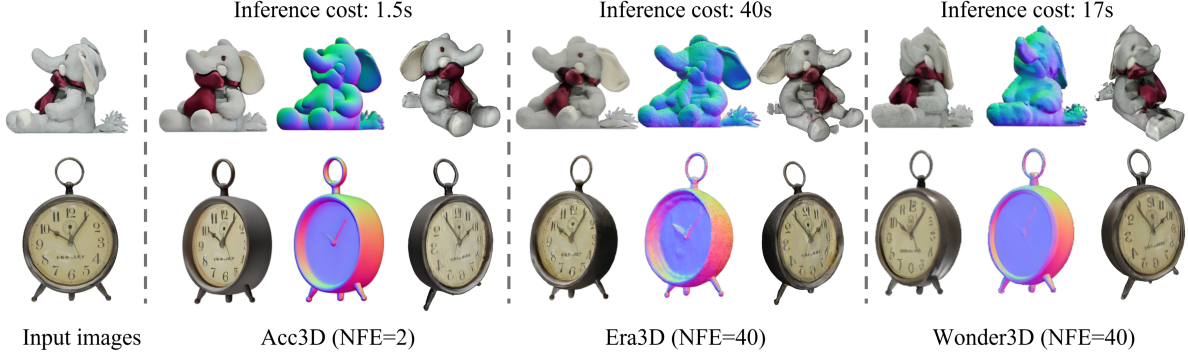 Inference cost: 1.5s
Inference cost: 40s
Inference cost: 17s
Input images
Acc3D (NFE=2)
Era3D (NFE=40)
Wonder3D (NFE=40)